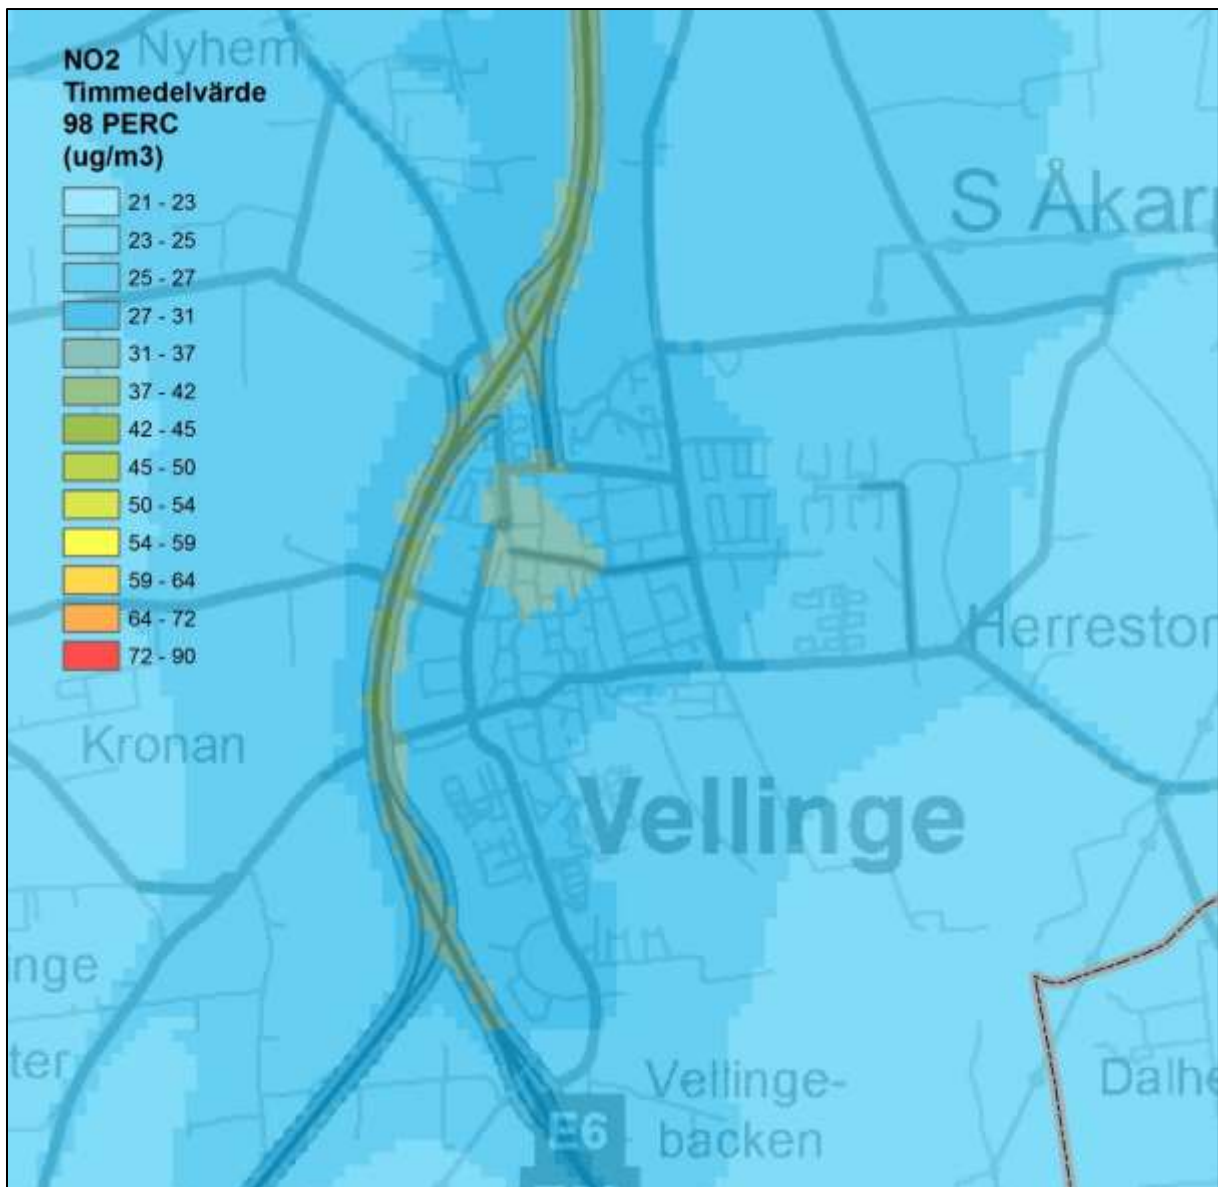 NO2
Timmedelvärde
98 PERC
(ug/m3)
21 - 23
23 - 25
25 - 27
27 - 31
31 - 37
37 - 42
42 - 45
45 - 50
50 - 54
54 - 59
59 - 64
64 - 72
72 - 90
Nyhem
S Åkarp
Herrestor
Kronan
Vellinge
inge
ter
Vellinge-
backen
Dalhe
E6